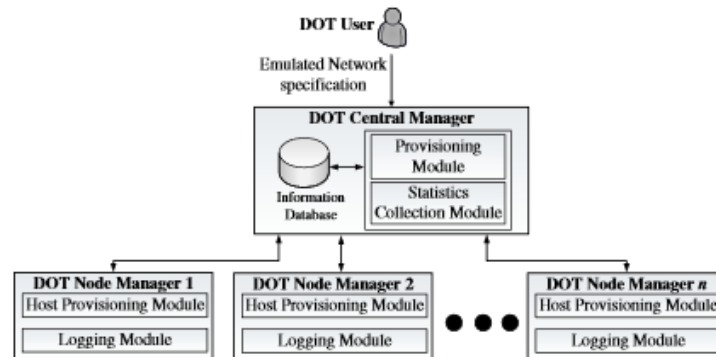 DOT User
Emulated Network
specification
DOT Central Manager
Provisioning
Module
Information
Database
Statistics
Collection Module
DOT Node Manager 1
Host Provisioning Module
Logging Module
DOT Node Manager 2
Host Provisioning Module
Logging Module
DOT Node Manager n
Host Provisioning Module
Logging Module